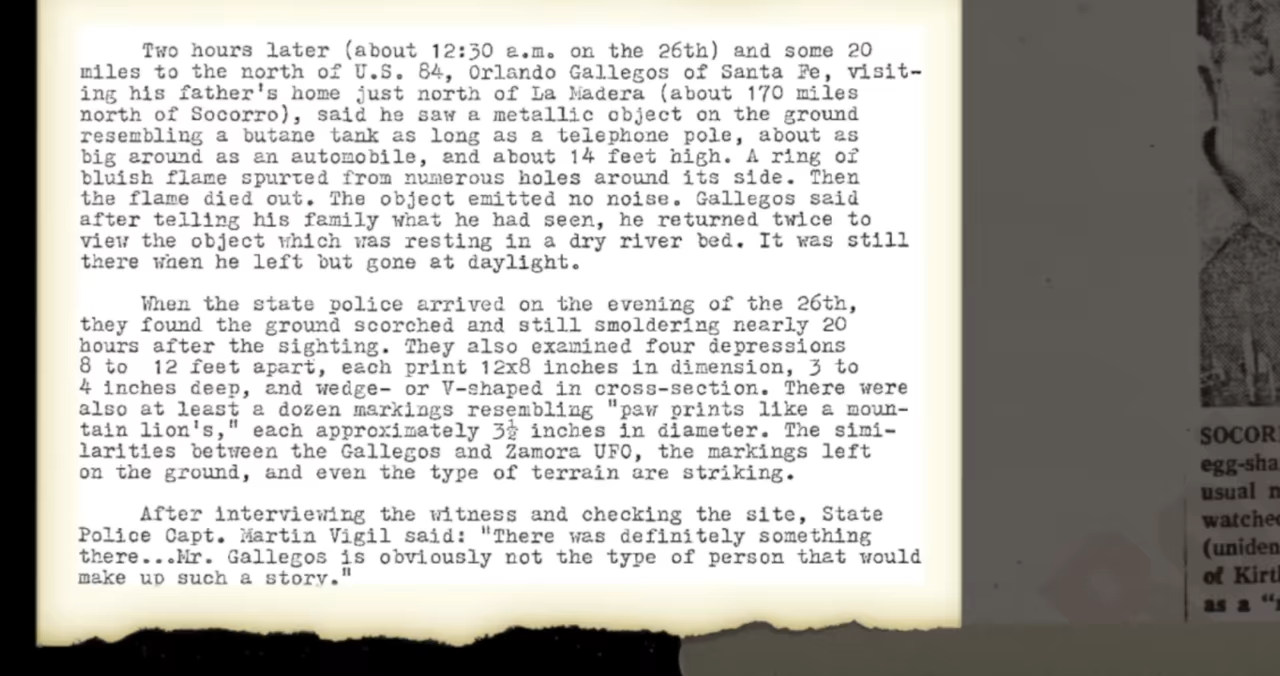 Two hours later (about 12:30 a.m. on the 26th) and some 20
miles to the north of U.S. 84, Orlando Gallegos of Santa Fe, visit-
ing his father's home just north of La Madera (about 170 miles
north of Socorro), said he saw a metallic object on the ground
resembling a butane tank as long as a telephone pole, about as
big around as an automobile, and about 14 feet high. A ring of
bluish flame spurted from numerous holes around its side. Then
the flame died out. The object emitted no noise. Gallegos said
after telling his family what he had seen, he returned twice to
view the object which was resting in a dry river bed. It was still
there when he left but gone at daylight.
When the state police arrived on the evening of the 26th,
they found the ground scorched and still smoldering nearly 20
hours after the sighting. They also examined four depressions
8 to  12 feet apart, each print 12x8 inches in dimension, 3 to
4 inches deep, and wedge- or V-shaped in cross-section. There were
also at least a dozen markings resembling "paw prints like a moun-
tain lion's," each approximately 3½ inches in diameter. The simi-
larities between the Gallegos and Zamora UFO, the markings left
on the ground, and even the type of terrain are striking.
After interviewing the witness and checking the site, State
Police Capt. Martin Vigil said: "There was definitely something
there...Mr. Gallegos is obviously not the type of person that would
make up such a story."
SOCOR
egg-sha
usual
watche
(uniden
of Kirt
as a